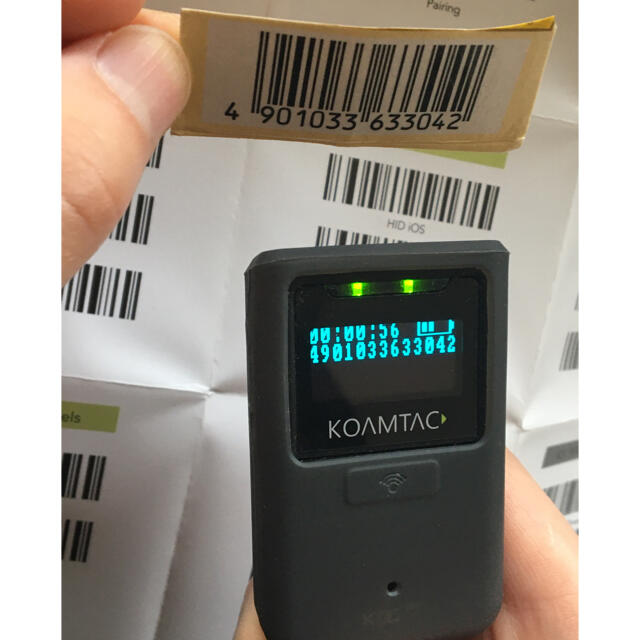 Pairing
4 901033 633042
HID iOS
00:00:56
4901033633042
KOAMTAC